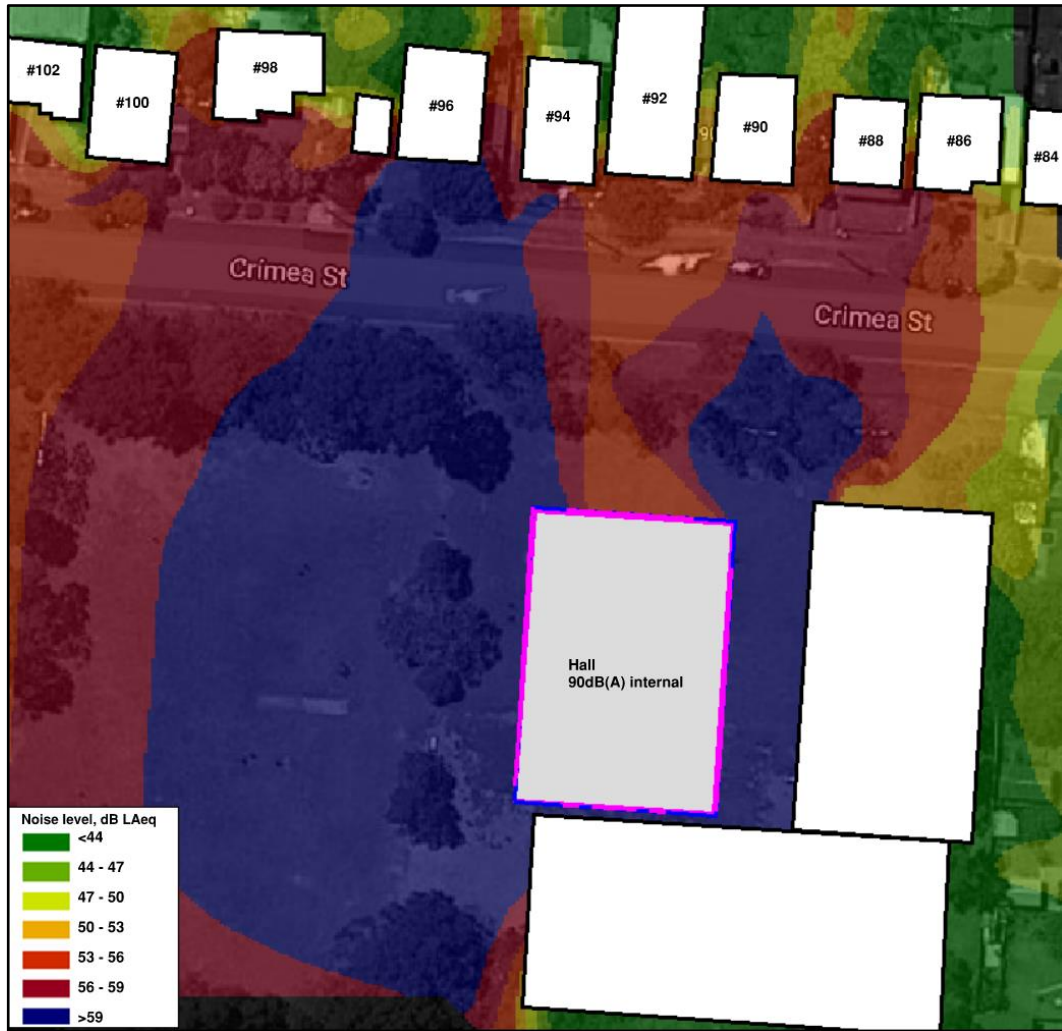 #102
#100
#98
#96
#94
#92
#90
90
#88
#86
#84
Crimea St
Crimea St
Hall
90dB(A) internal
Noise level, dB LAeq
<44
44 - 47
47 - 50
50 - 53
53 - 56
56 - 59
>59